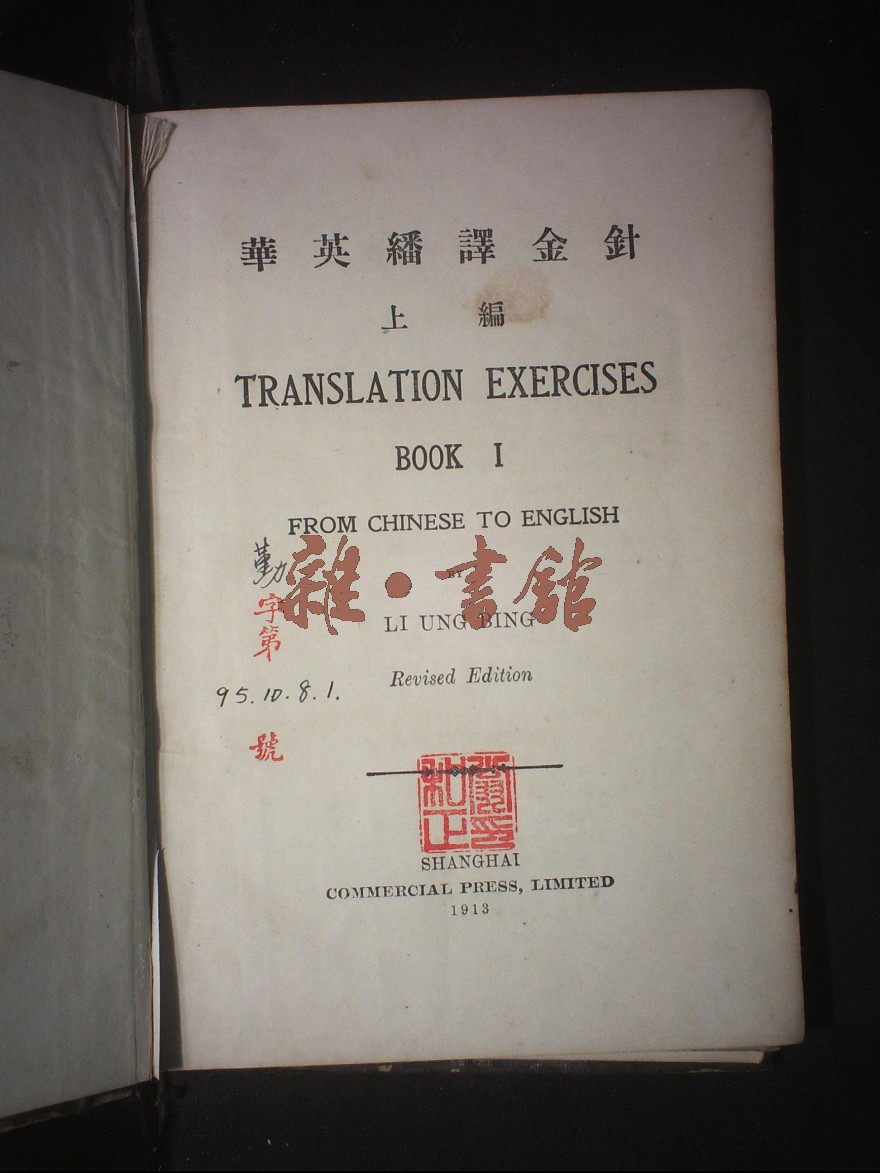 華英繙譯金針
上編
TRANSLATION EXERCISES
BOOK I
FROM CHINESE TO ENGLISH
BY
LI UNG BING
Revised Edition
雜·書館
勤
字第
95.10.8.1.
號
SHANGHAI
COMMERCIAL PRESS, LIMITED
1913